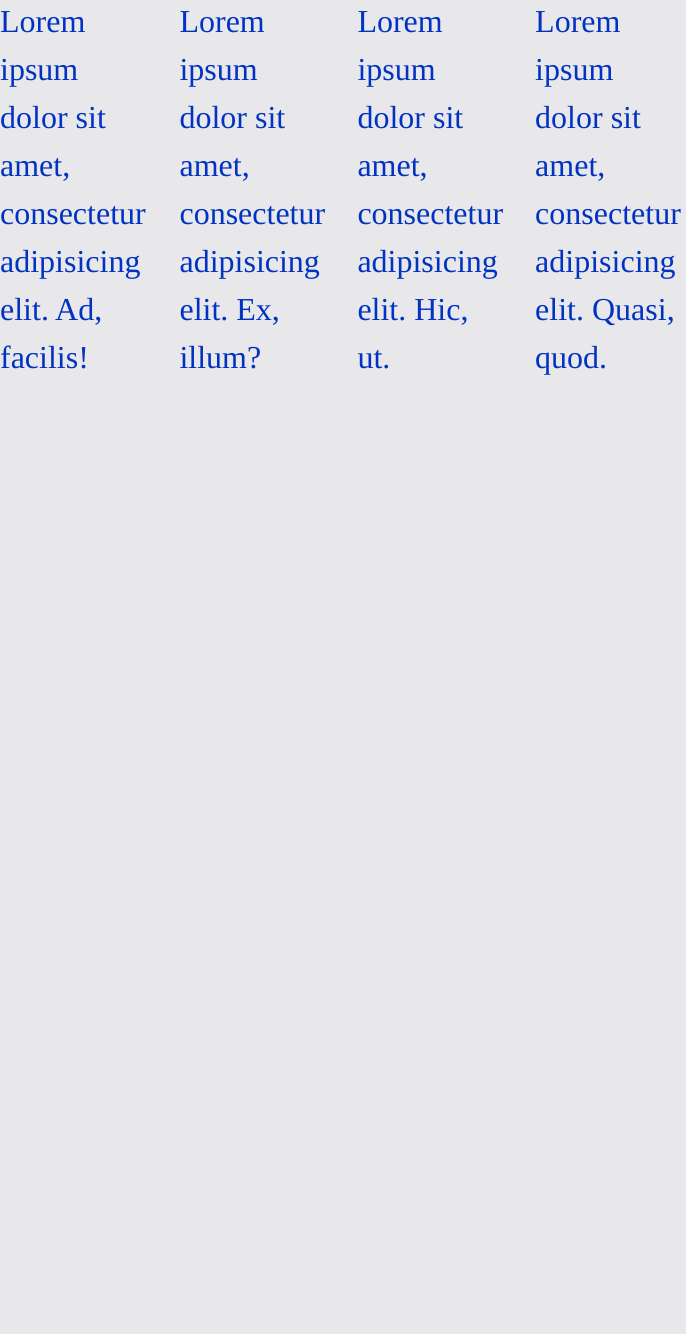 Lorem
ipsum
dolor sit
amet,
consectetur
adipisicing
elit. Ad,
facilis!
Lorem
ipsum
dolor sit
amet,
consectetur
adipisicing
elit. Ex,
illum?
Lorem
ipsum
dolor sit
amet,
consectetur
adipisicing
elit. Hic,
ut.
Lorem
ipsum
dolor sit
amet,
consectetur
adipisicing
elit. Quasi,
quod.